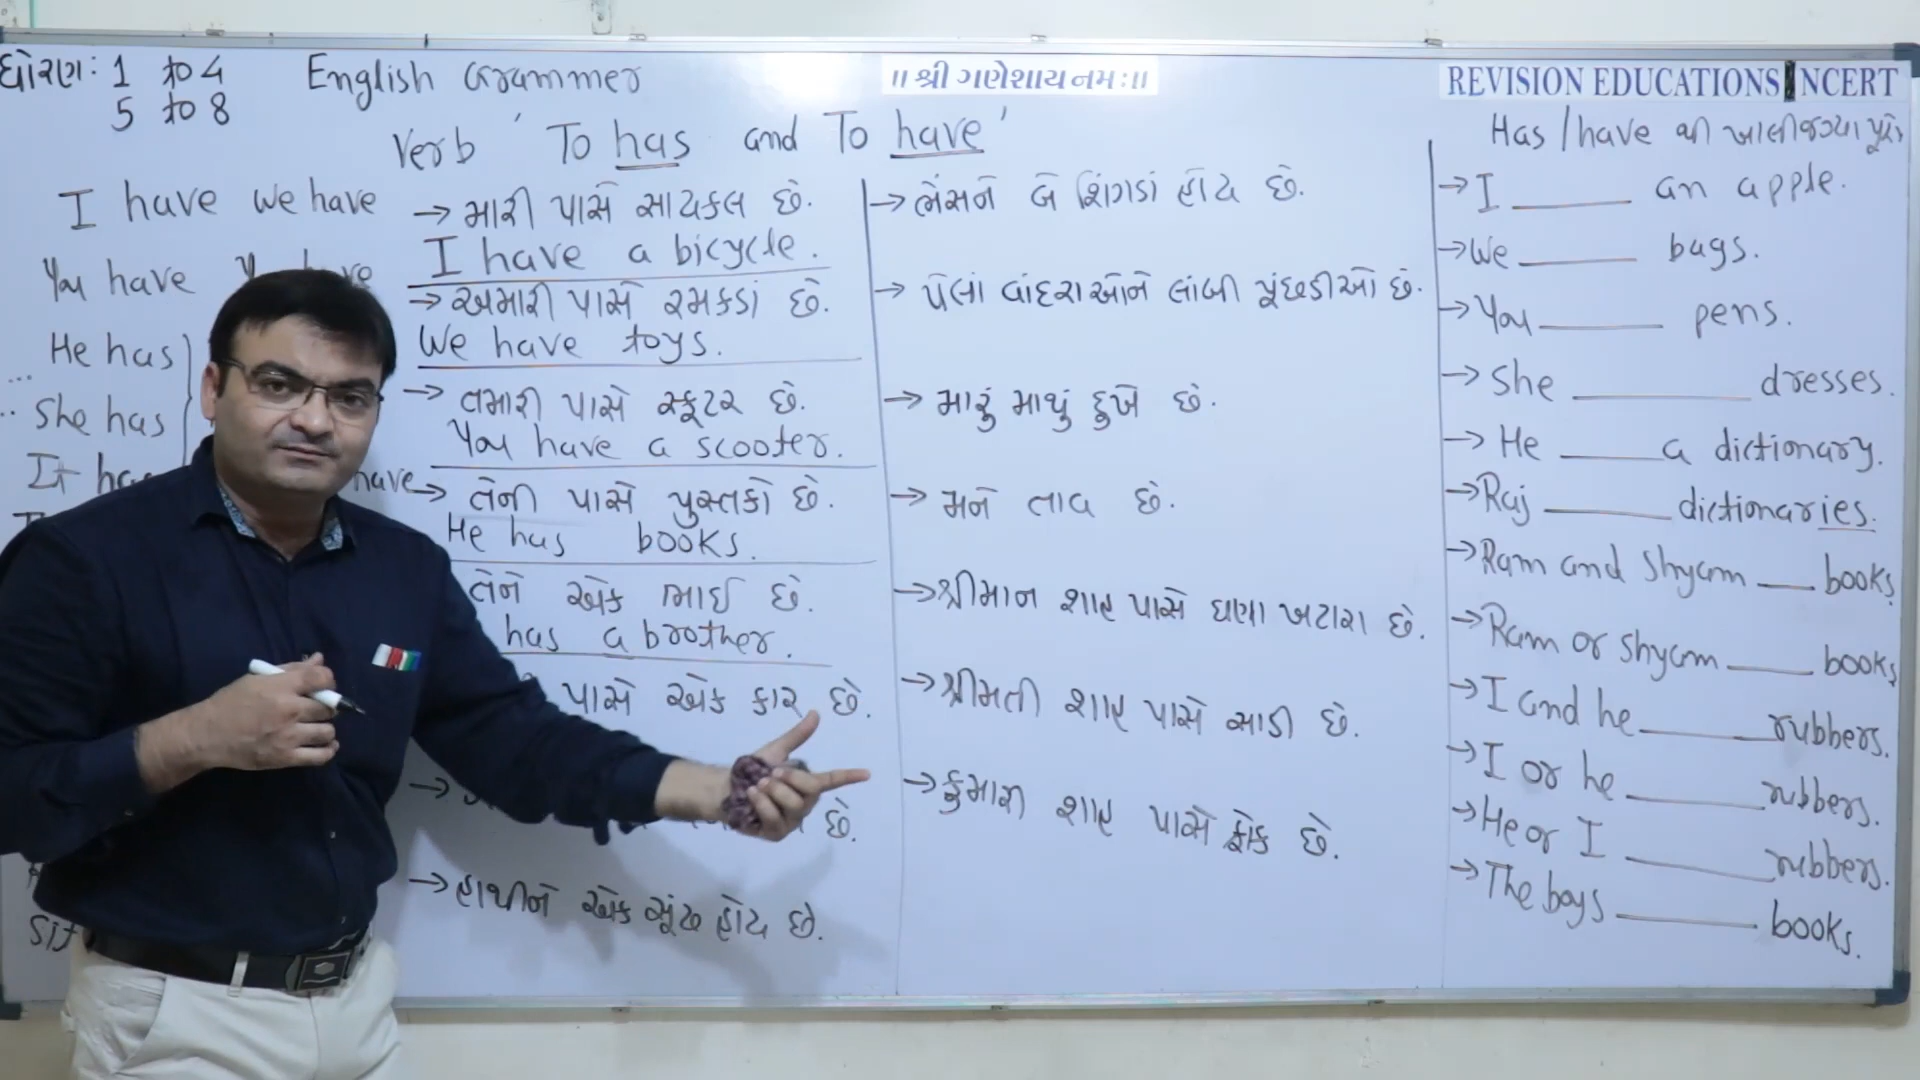 ધોરણ: 1 to 4
5 to 8
English Grammer
॥ શ્રી ગણેશાય નમઃ॥
REVISION EDUCATIONS NCERT
Verb 'To has and To have'
I have we have
You have
He has
She has
It
have
→ મારી પાસે સાયકલ છે.
I have a bicycle.
→ અમારી પાસે રમકડાં છે.
We have toys.
→ તમારી પાસે સ્કૂટર છે.
You have a scooter.
→ તેની પાસે પુસ્તકો છે.
He has books.
તેને એક ભાઈ છે.
has a brother.
પાસે એક કાર છે.
→
છે.
→ હાથીને એક સૂંઢ હોય છે.
→ ભેંસને બે શિંગડાં હોય છે.
→ પેલાં વાંદરાઓને લાંબી પૂંછડીઓ છે.
→ મારું માથું દુખે છે.
→ મને તાવ છે.
→ શ્રીમાન શાહ પાસે ઘણા ખટારા છે.
→ શ્રીમતી શાહ પાસે સાડી છે.
→ કુમારી શાહ પાસે ફ્રોક છે.
Has / have થી ખાલીજગ્યા પૂરો
→ I ______ an apple.
→ We ______ bags.
→ You ______ pens.
→ She ______ dresses.
→ He ______ a dictionary.
→ Raj ______ dictionaries.
→ Ram and Shyam ___ books.
→ Ram or Shyam ____ books.
→ I and he ______ rubbers.
→ I or he ______ rubbers.
→ He or I ______ rubbers.
→ The boys ______ books.